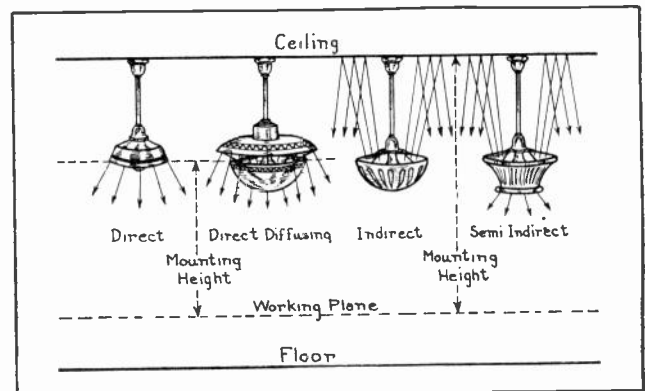 Ceiling
Direct
Direct Diffusing
Indirect
Semi Indirect
Mounting
Height
Mounting
Height
Working Plane
Floor